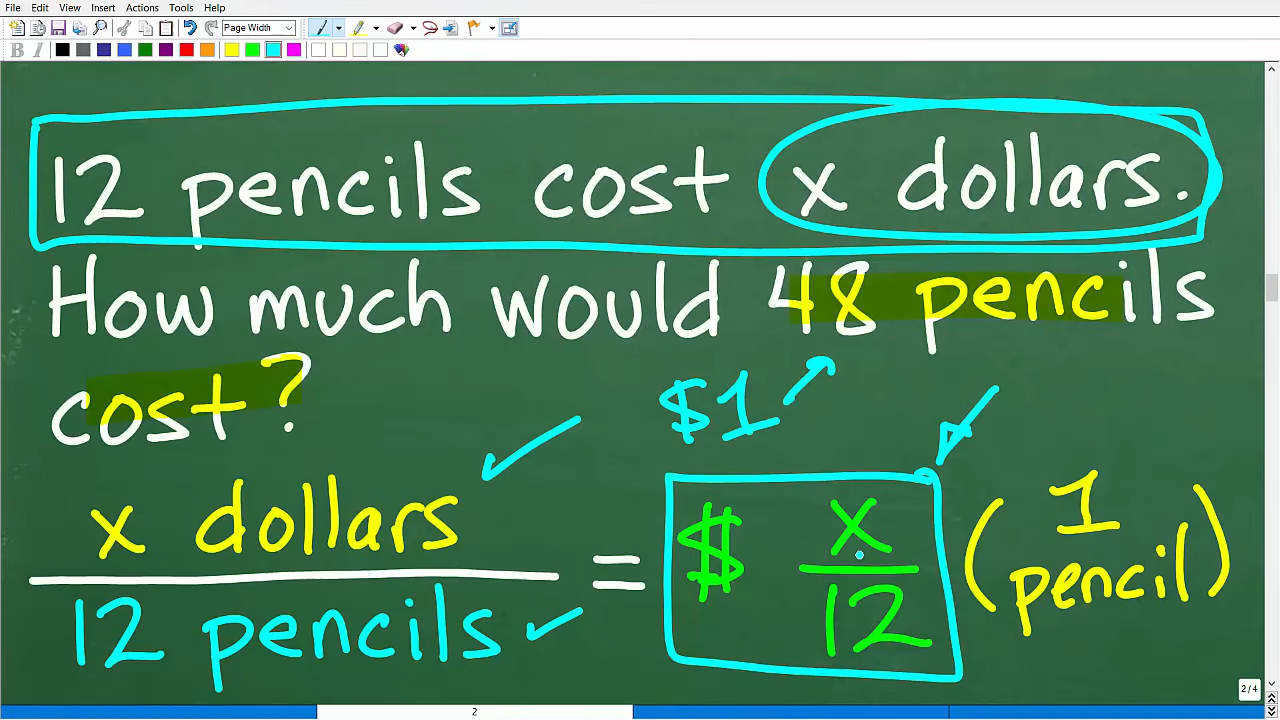 File Edit View Insert Actions Tools Help
Page Width
B I
12 pencils cost x dollars.
How much would 48 pencils
cost?
$1
x dollars
12 pencils
=
$ x
12
(1
pencil)
2/4
2